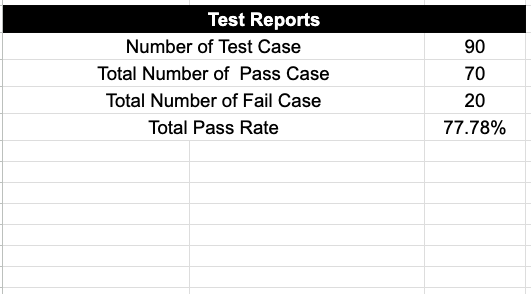 Test Reports
Number of Test Case 90
Total Number of  Pass Case 70
Total Number of Fail Case 20
Total Pass Rate 77.78%